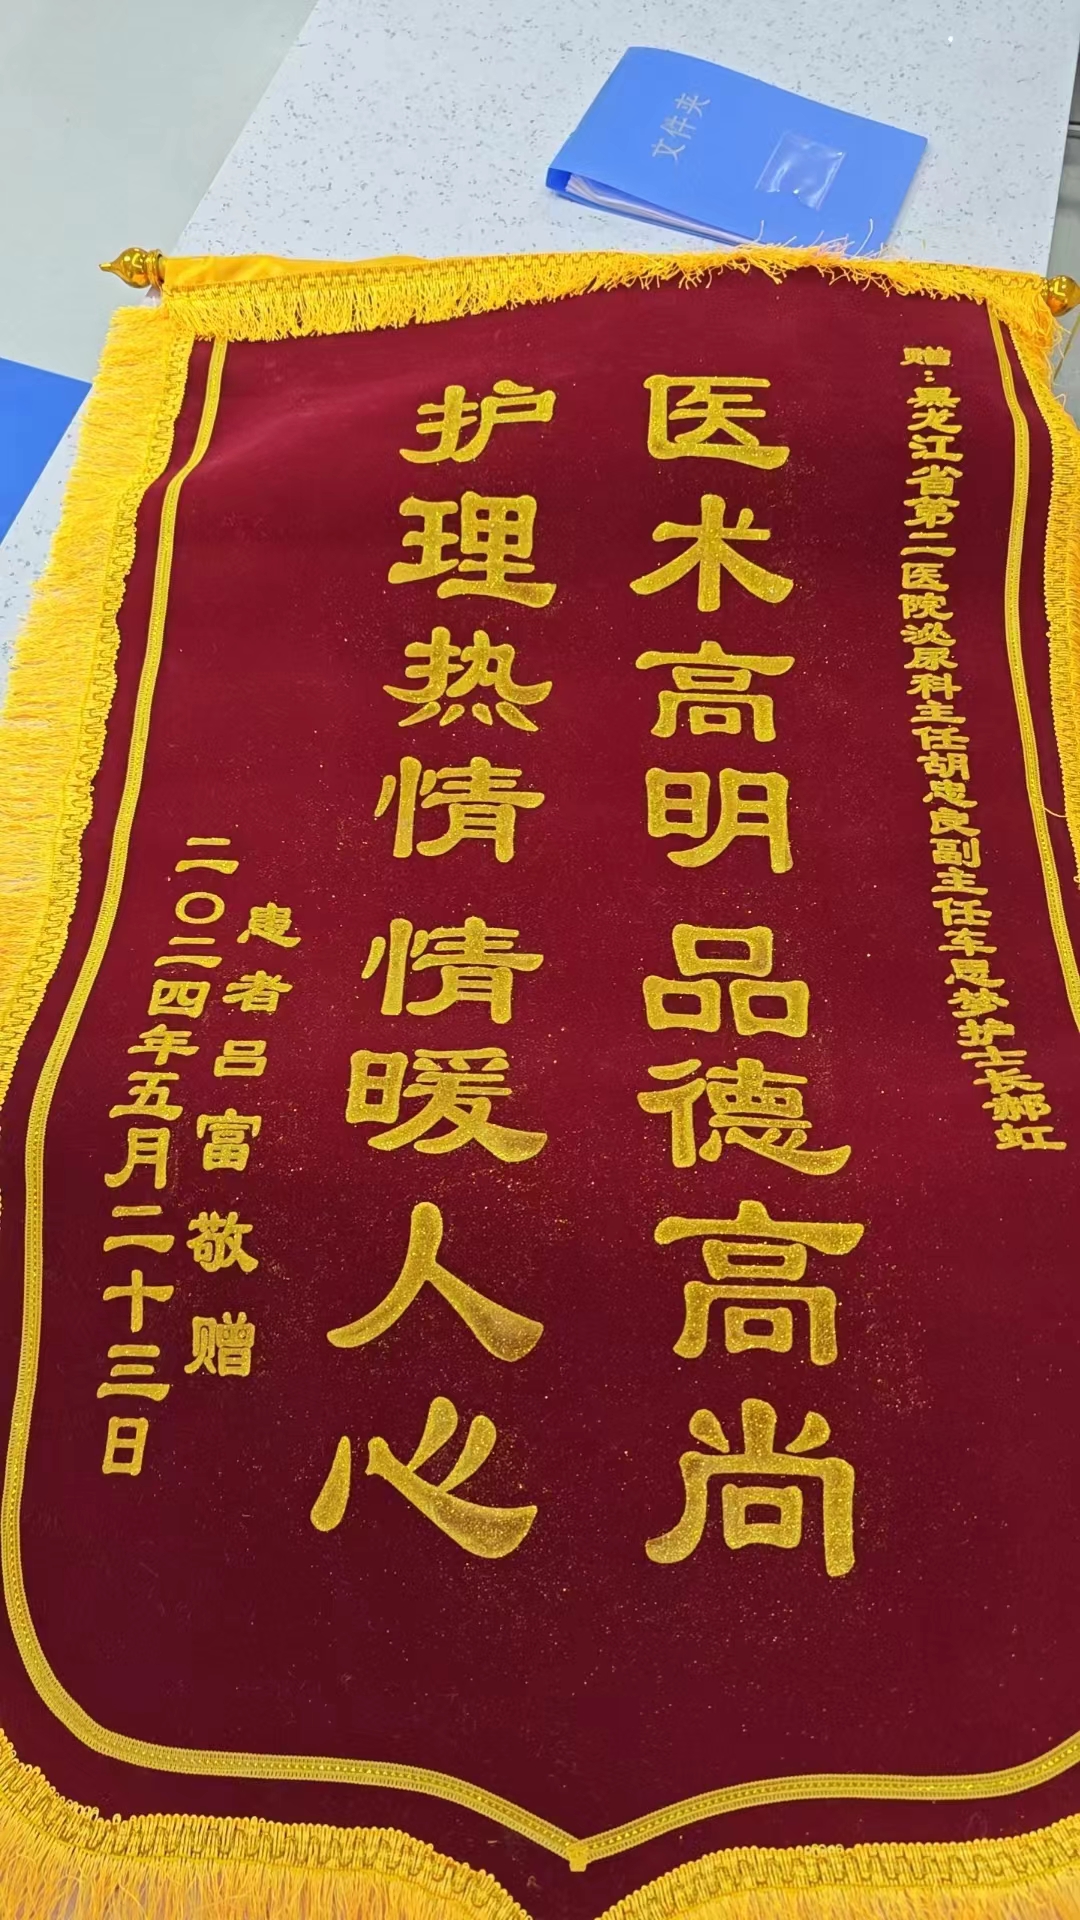 文件夹
赠:黑龙江省第二医院泌尿科主任胡忠良副主任车恩梦护士长郝虹
医术高明 品德高尚
护理热情 情暖人心
患者吕富敬赠
二〇二四年五月二十三日